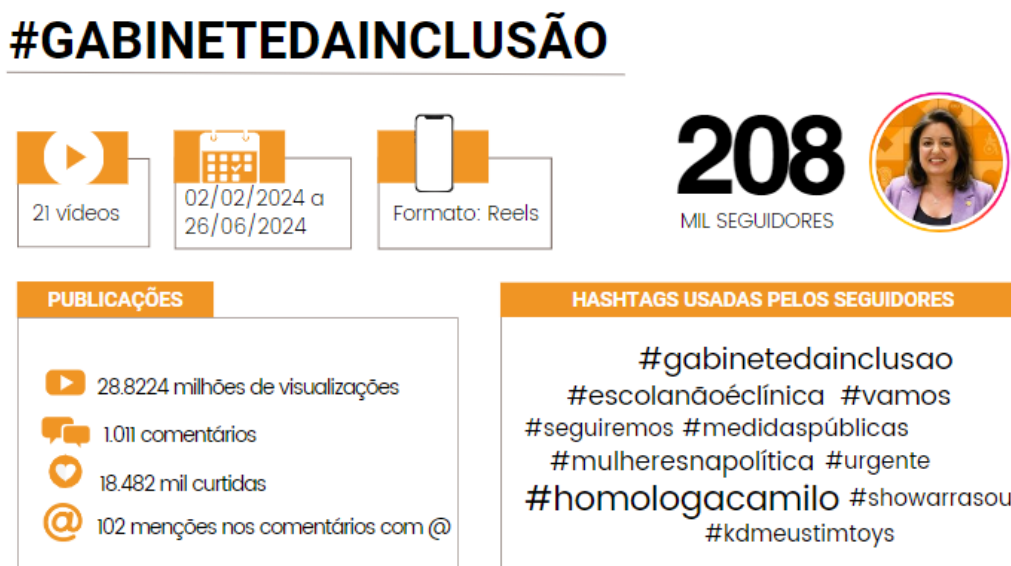 #GABINETEDAINCLUSÃO
21 vídeos
02/02/2024 a
26/06/2024
Formato: Reels
208
MIL SEGUIDORES
PUBLICAÇÕES
28.8224 milhões de visualizações
1.011 comentários
18.482 mil curtidas
@ 102 menções nos comentários com @
HASHTAGS USADAS PELOS SEGUIDORES
#gabinetedainclusao
#escolanãoéclínica #vamos
#seguiremos #medidaspúblicas
#mulheresnapolítica #urgente
#homologacamilo #showarrasou
#kdmeustimtoys